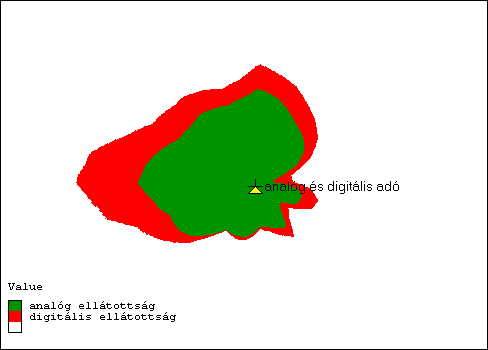 analóg és digitális adó
Value
analóg ellátottság
digitális ellátottság